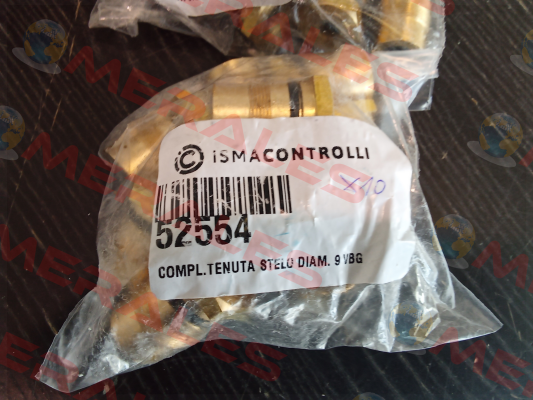 iSMACONTROLLI
x10
52554
COMPL.TENUTA STELO DIAM. 9 VBG